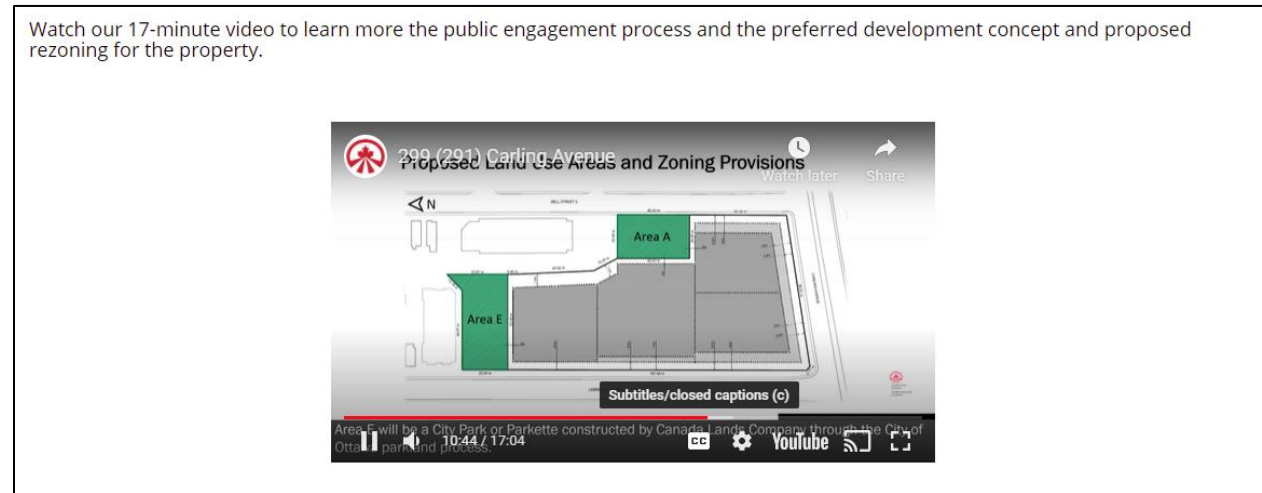 Watch our 17-minute video to learn more the public engagement process and the preferred development concept and proposed
rezoning for the property.
299 (291) Carling Avenue
Proposed Land Use Areas and Zoning Provisions
Watch later
Share
N
BELL STREET S.
Area A
Area E
Subtitles/closed captions (c)
Area E will be a City Park or Parkette constructed by Canada Lands Company through the City of
Ottawa parkland process.
10:44 / 17:04
CC
YouTube